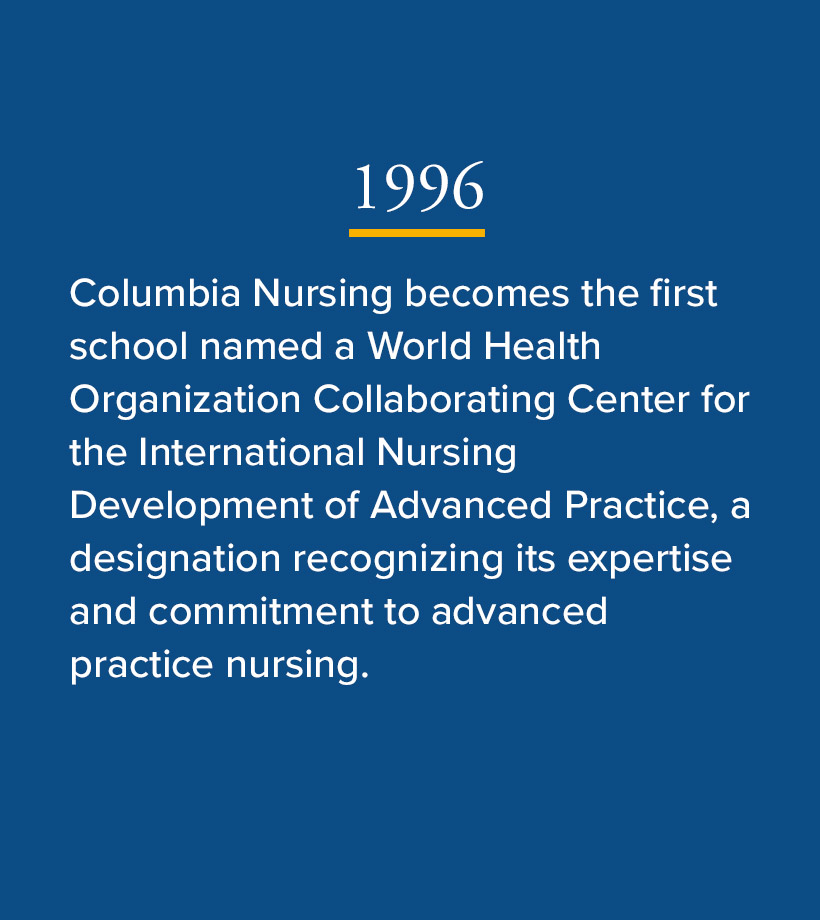 1996
Columbia Nursing becomes the first
school named a World Health
Organization Collaborating Center for
the International Nursing
Development of Advanced Practice, a
designation recognizing its expertise
and commitment to advanced
practice nursing.